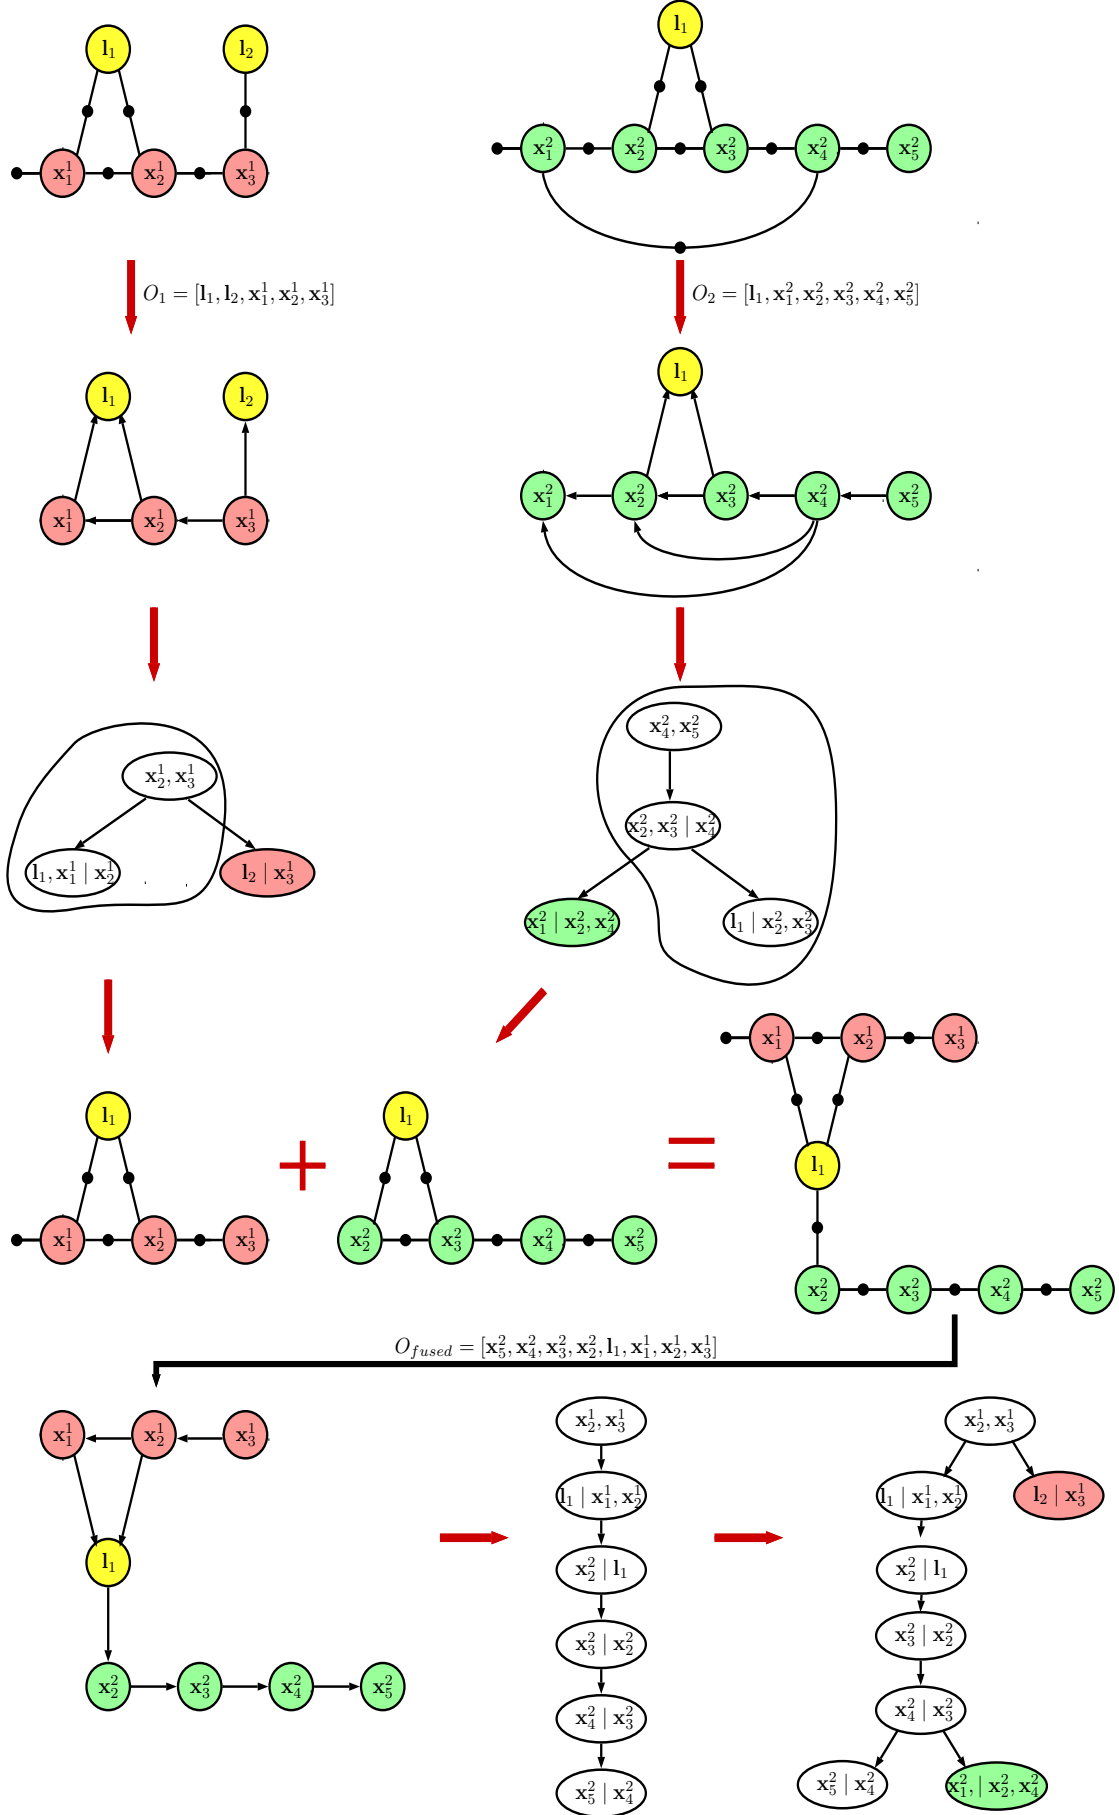 l₁ l₂
l₁
x₁¹ x₂¹ x₃¹
x₁² x₂² x₃² x₄² x₅²
O₁ = [l₁, l₂, x₁¹, x₂¹, x₃¹]
O₂ = [l₁, x₁², x₂², x₃², x₄², x₅²]
l₁ l₂
l₁
x₁¹ x₂¹ x₃¹
x₁² x₂² x₃² x₄² x₅²
x₂¹, x₃¹
l₁, x₁¹ | x₂¹
l₂ | x₃¹
x₄², x₅²
x₂², x₃² | x₄²
x₁² | x₂², x₄²
l₁ | x₂², x₃²
l₁
x₁¹ x₂¹ x₃¹
+
l₁
x₂² x₃² x₄² x₅²
=
x₁¹ x₂¹ x₃¹
l₁
x₂² x₃² x₄² x₅²
O_fused = [x₅², x₄², x₃², x₂², l₁, x₁¹, x₂¹, x₃¹]
x₁¹ x₂¹ x₃¹
l₁
x₂² x₃² x₄² x₅²
x₂¹, x₃¹
l₁ | x₁¹, x₂¹
x₂² | l₁
x₃² | x₂²
x₄² | x₃²
x₅² | x₄²
x₂¹, x₃¹
l₁ | x₁¹, x₂¹
l₂ | x₃¹
x₂² | l₁
x₃² | x₂²
x₄² | x₃²
x₅² | x₄²
x₁², | x₂², x₄²